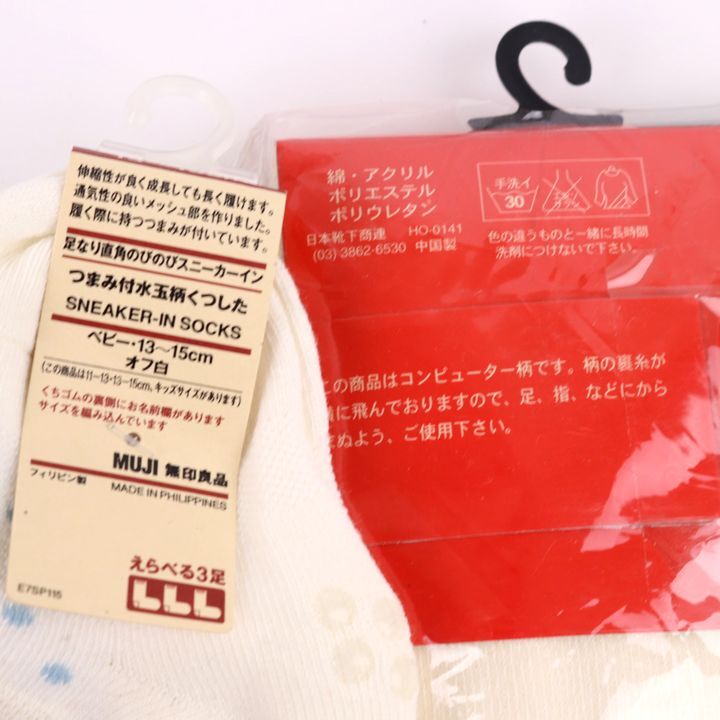 伸縮性が良く成長しても長く履けます。
通気性の良いメッシュ部を作りました。
履く際に持つつまみが付いています。
足なり直角のびのびスニーカーイン
つまみ付水玉柄くつした
SNEAKER-IN SOCKS
ベビー・13〜15cm
オフ白
(この商品は11-13・13-15cm、キッズサイズがあります)
くちゴムの裏側にお名前欄があります
サイズを編み込んでいます
MUJI 無印良品
フィリピン製 MADE IN PHILIPPINES
えらべる3足
E7SP115
綿・アクリル
ポリエステル
ポリウレタン
日本靴下商連 HO-0141
(03) 3862-6530 中国製
手洗イ
30
色の違うものと一緒に長時間
洗剤につけないで下さい。
この商品はコンピューター柄です。柄の裏糸が
に飛んでおりますので、足、指、などにから
まぬよう、ご使用下さい。